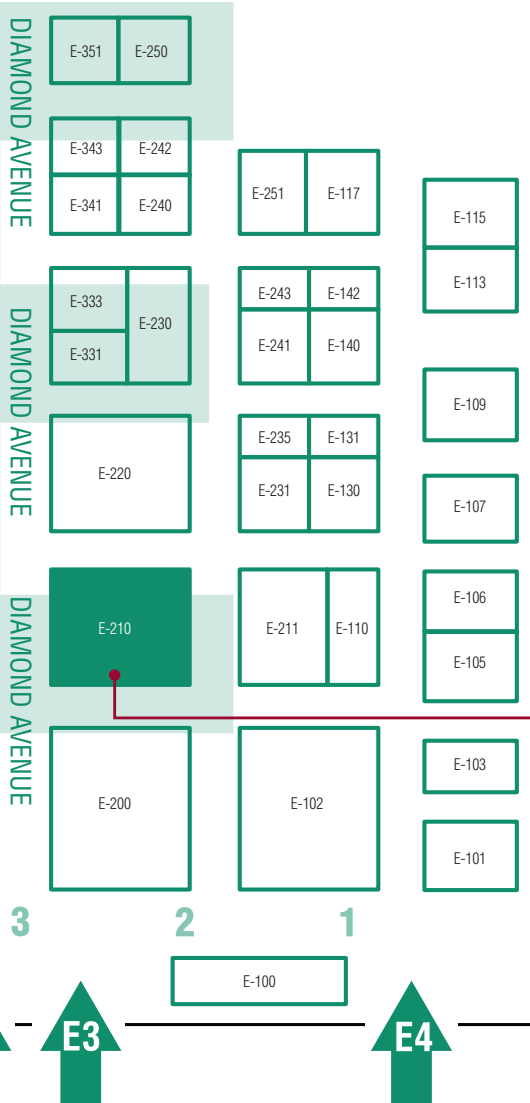 DIAMOND AVENUE
E-351
E-250
E-343
E-242
E-341
E-240
E-251
E-117
E-115
E-113
DIAMOND AVENUE
E-333
E-230
E-331
E-243
E-142
E-241
E-140
E-109
E-220
E-235
E-131
E-231
E-130
E-107
DIAMOND AVENUE
E-210
E-211
E-110
E-106
E-105
E-200
E-102
E-103
E-101
3
2
1
E-100
E3
E4